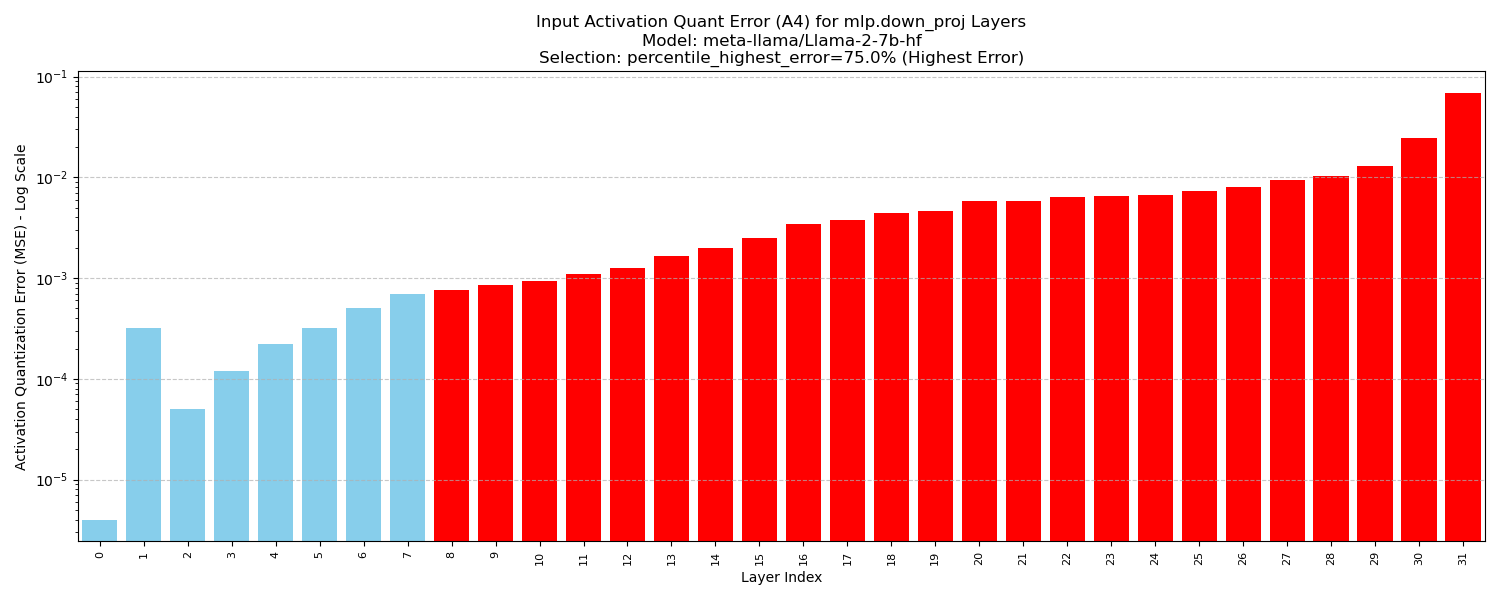 Input Activation Quant Error (A4) for mlp.down_proj Layers
Model: meta-llama/Llama-2-7b-hf
Selection: percentile_highest_error=75.0% (Highest Error)
Activation Quantization Error (MSE) - Log Scale
10⁻¹
10⁻²
10⁻³
10⁻⁴
10⁻⁵
0 1 2 3 4 5 6 7 8 9 10 11 12 13 14 15 16 17 18 19 20 21 22 23 24 25 26 27 28 29 30 31
Layer Index